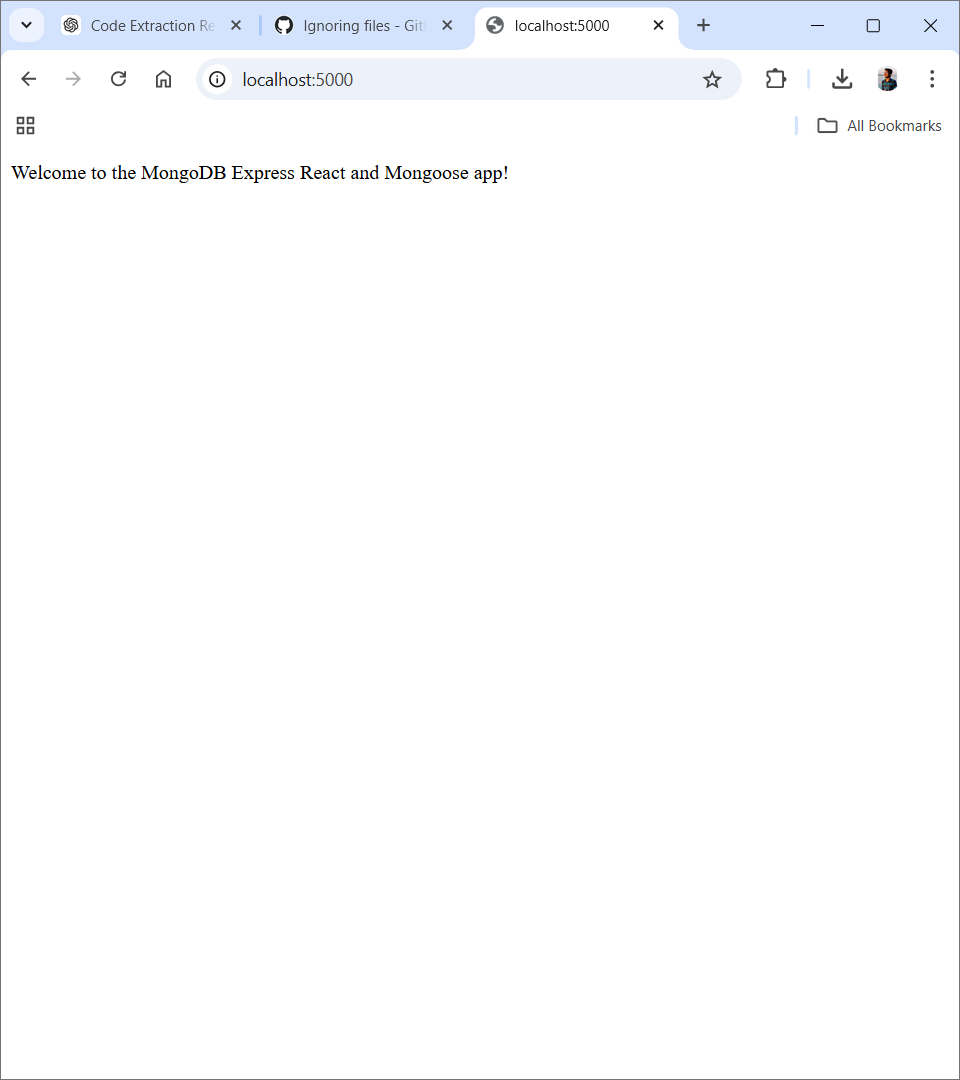 Code Extraction Re
Ignoring files - Git
localhost:5000
localhost:5000
All Bookmarks
Welcome to the MongoDB Express React and Mongoose app!